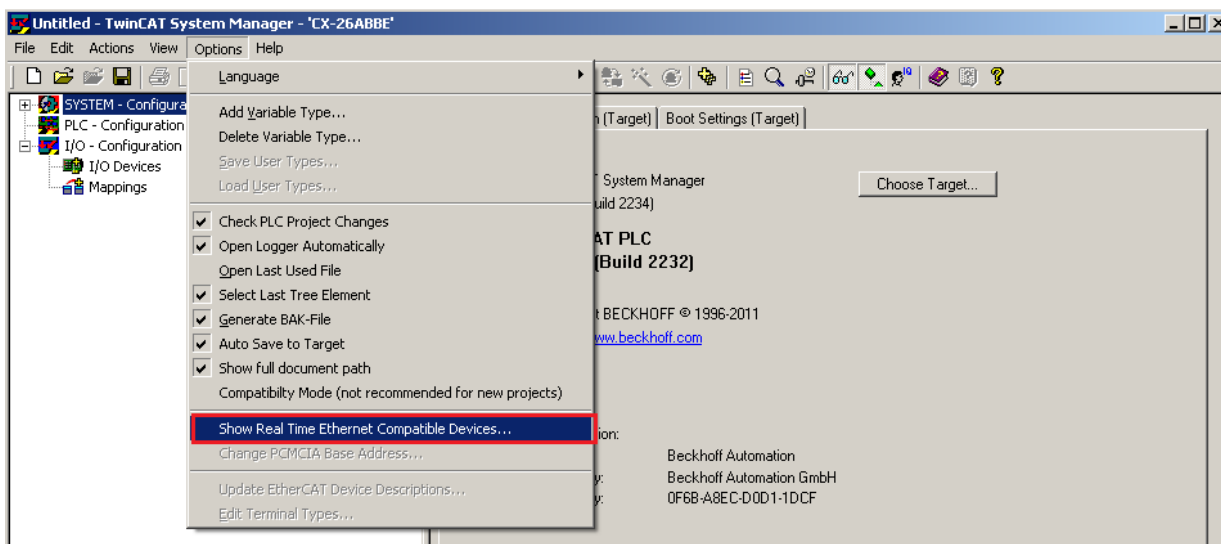 Untitled - TwinCAT System Manager - 'CX-26ABBE'
File Edit Actions View Options Help
SYSTEM - Configura
PLC - Configuration
I/O - Configuration
I/O Devices
Mappings
Language
Add Variable Type...
Delete Variable Type...
Save User Types...
Load User Types...
Check PLC Project Changes
Open Logger Automatically
Open Last Used File
Select Last Tree Element
Generate BAK-File
Auto Save to Target
Show full document path
Compatibilty Mode (not recommended for new projects)
Show Real Time Ethernet Compatible Devices...
Change PCMCIA Base Address...
Update EtherCAT Device Descriptions...
Edit Terminal Types...
n (Target) Boot Settings (Target)
T System Manager
Choose Target...
uild 2234)
AT PLC
(Build 2232)
t BECKHOFF © 1996-2011
ww.beckhoff.com
ion:
Beckhoff Automation
y: Beckhoff Automation GmbH
y: 0F6B-A8EC-D0D1-1DCF